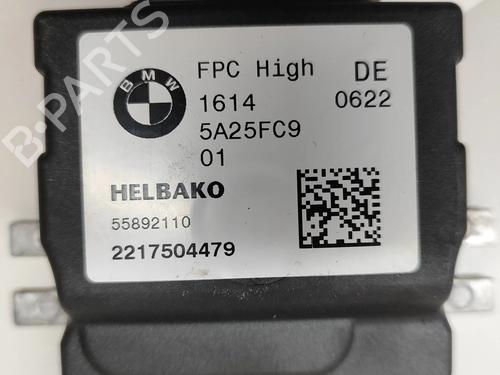 B-PARTS
BMW
FPC High DE
1614 0622
5A25FC9
01
HELBAKO
55892110
2217504479